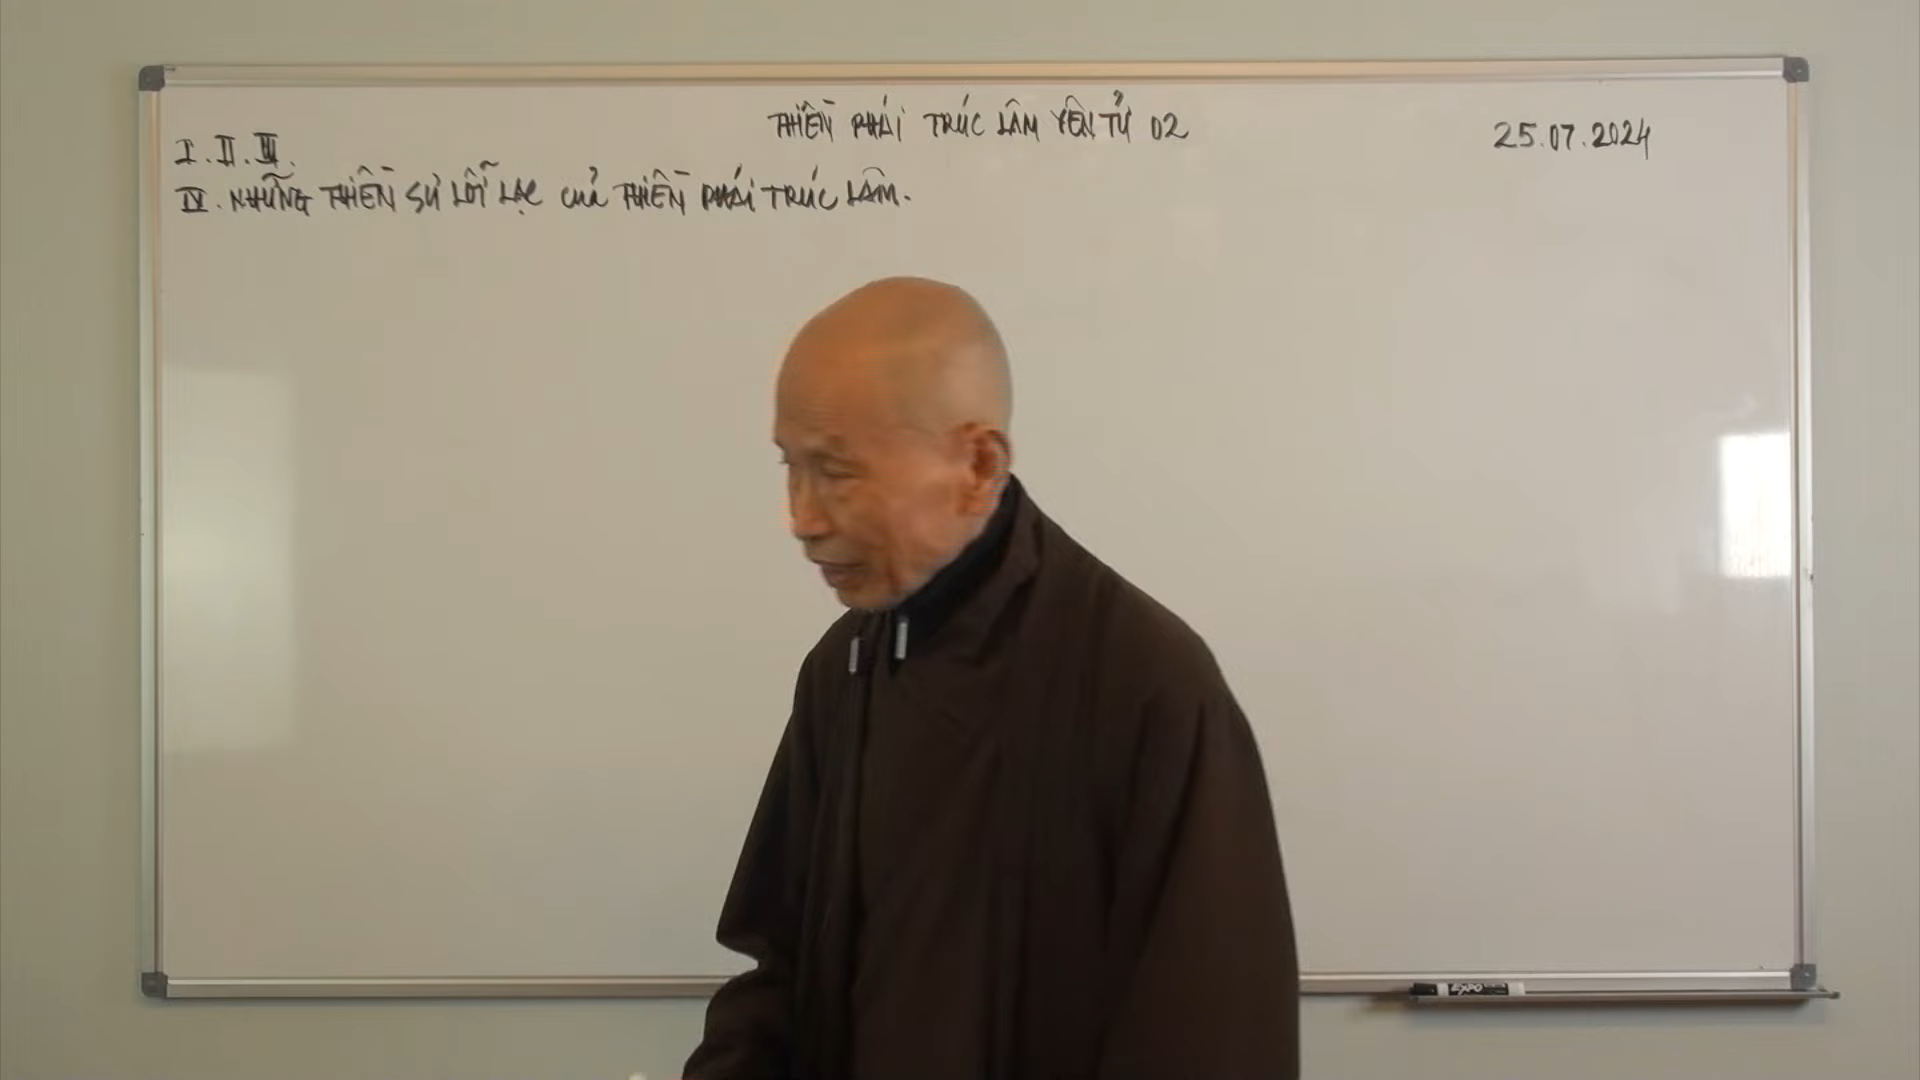 THIỀN PHÁI TRÚC LÂM YÊN TỬ 02
25.07.2024
I. II. III.
IV. NHỮNG THIỀN SƯ LỖI LẠC CỦA THIỀN PHÁI TRÚC LÂM.
EXPO